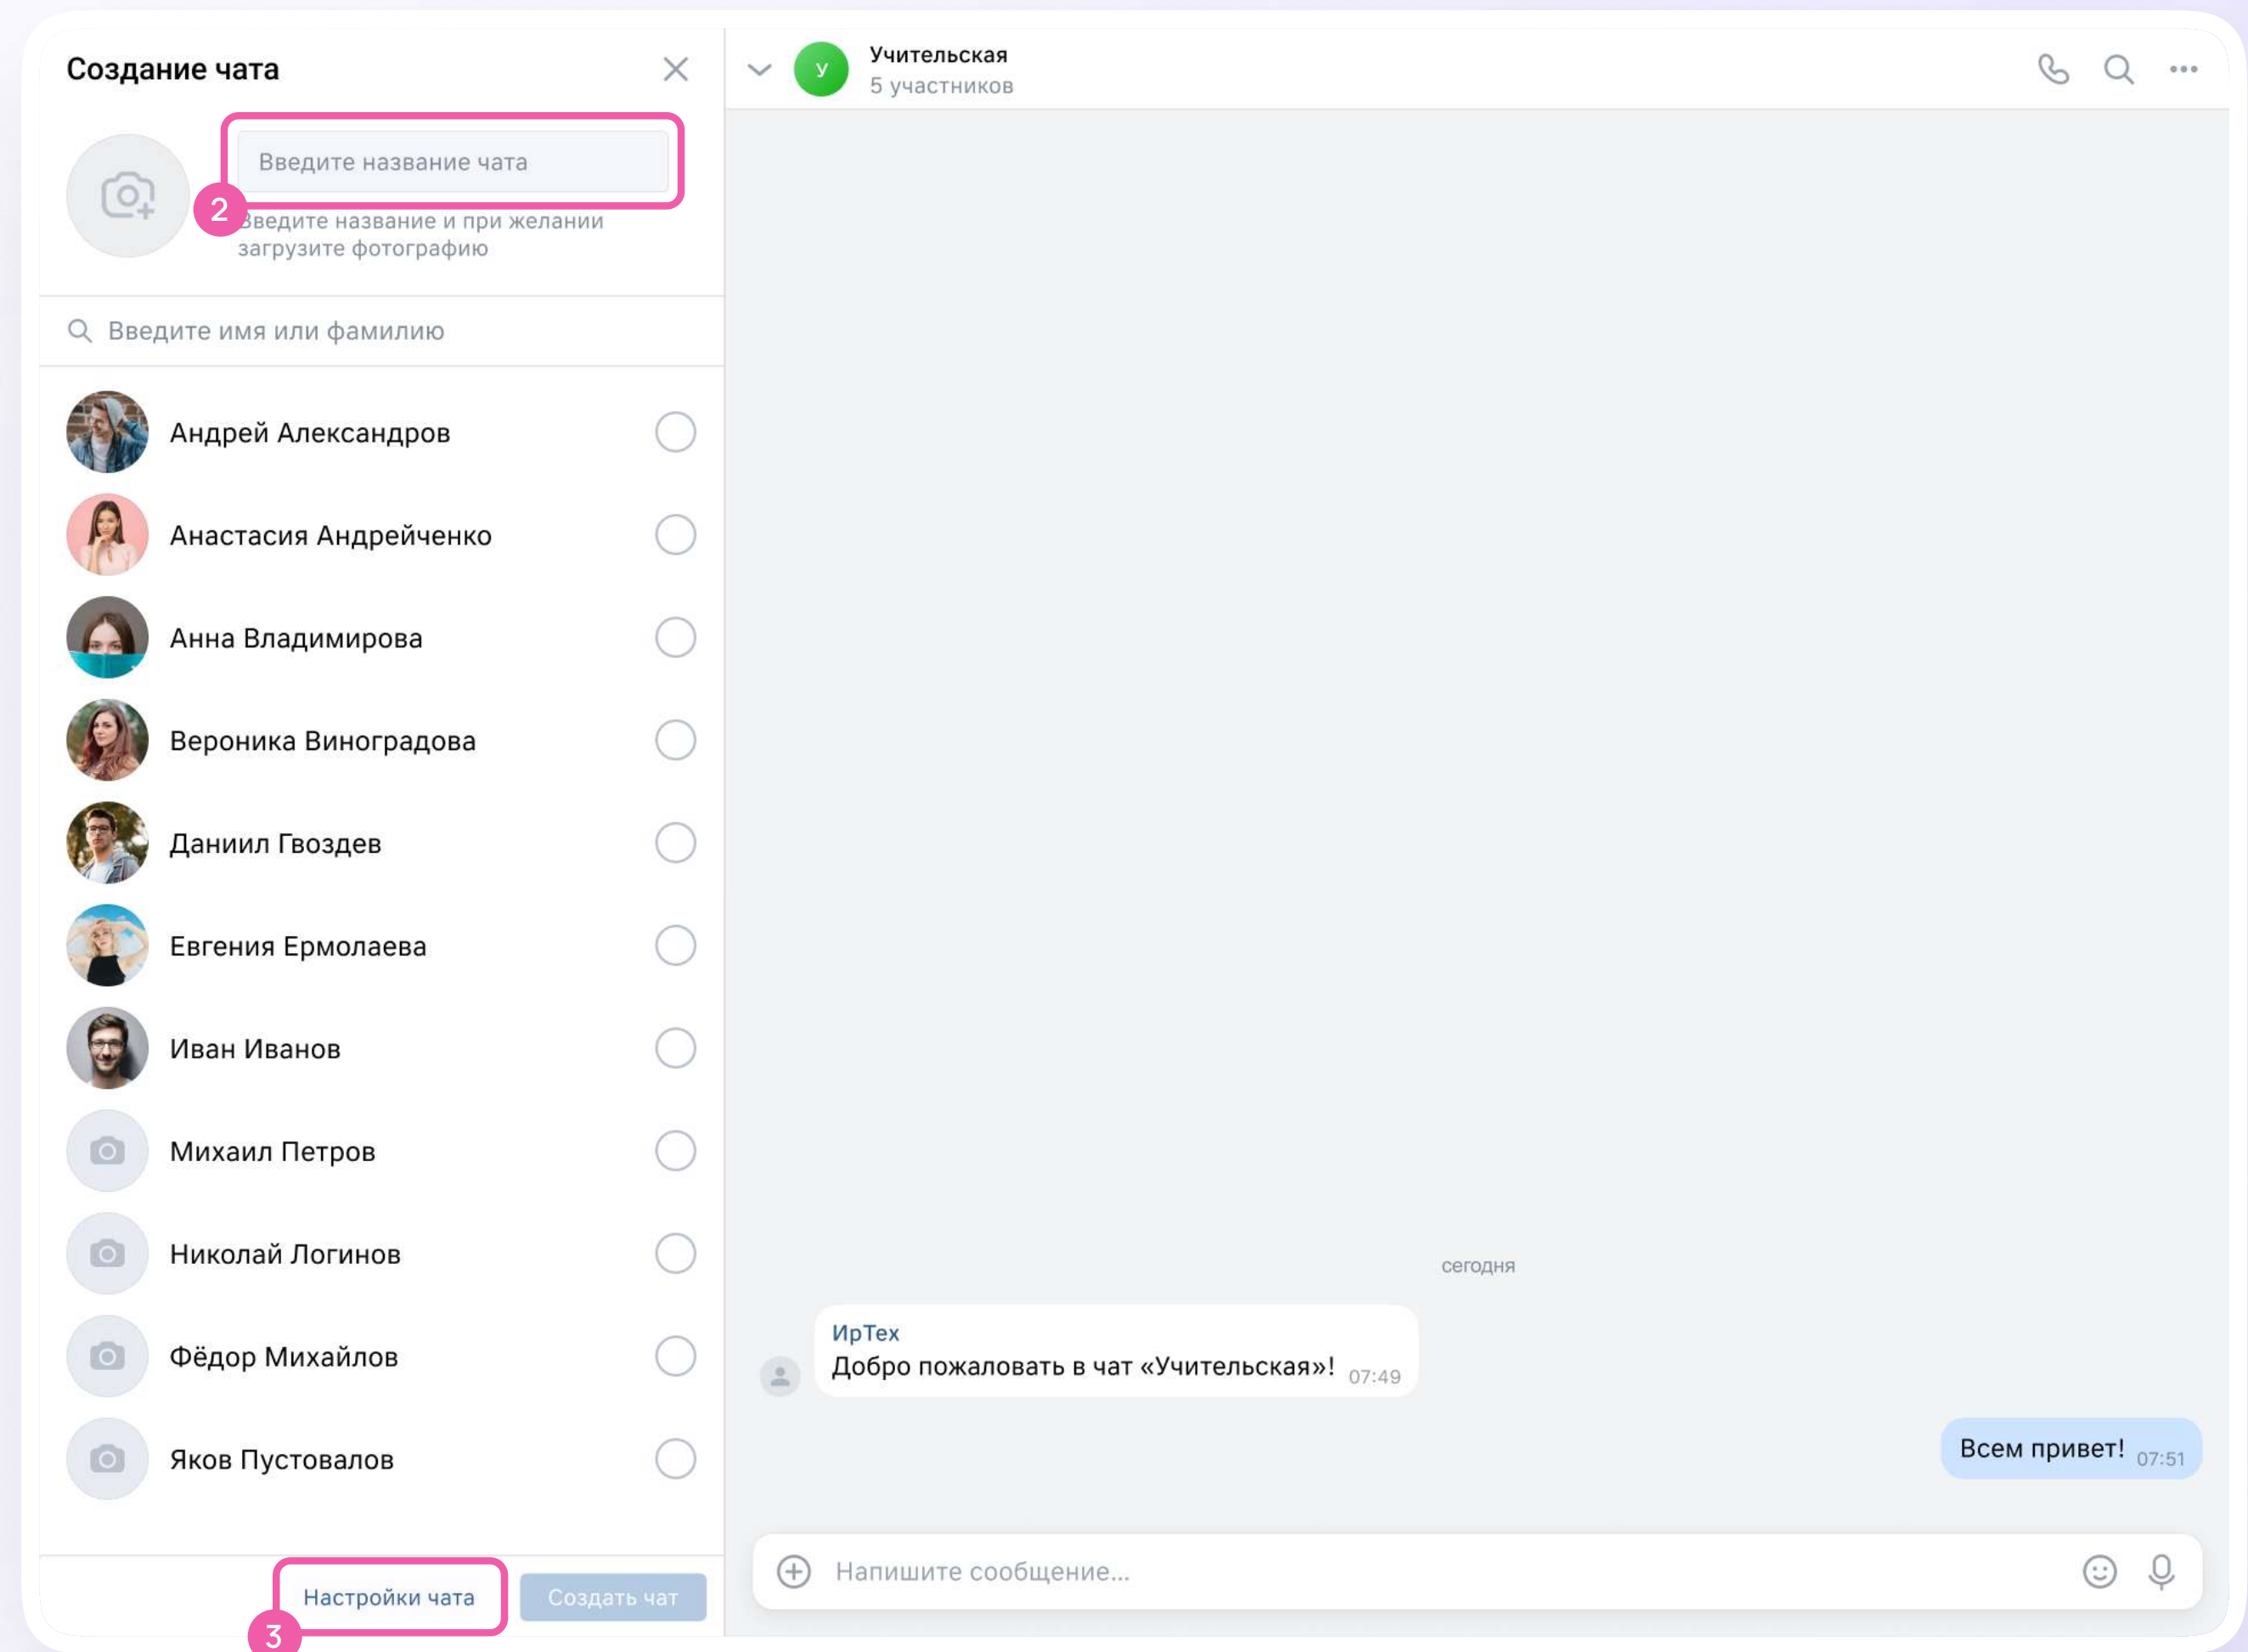 Создание чата
Введите название чата
2
Введите название и при желании
загрузите фотографию
Введите имя или фамилию
Андрей Александров
Анастасия Андрейченко
Анна Владимирова
Вероника Виноградова
Даниил Гвоздев
Евгения Ермолаева
Иван Иванов
Михаил Петров
Николай Логинов
Фёдор Михайлов
Яков Пустовалов
Настройки чата
Создать чат
3
У
Учительская
5 участников
сегодня
ИрТех
Добро пожаловать в чат «Учительская»! 07:49
Всем привет! 07:51
Напишите сообщение...